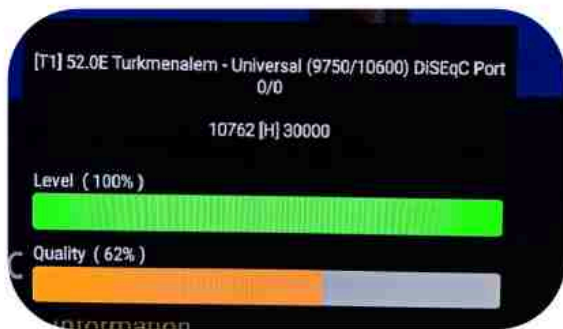 [T1] 52.0E Turkmenalem - Universal (9750/10600) DiSEqC Port
0/0
10762 [H] 30000
Level ( 100% )
Quality ( 62% )